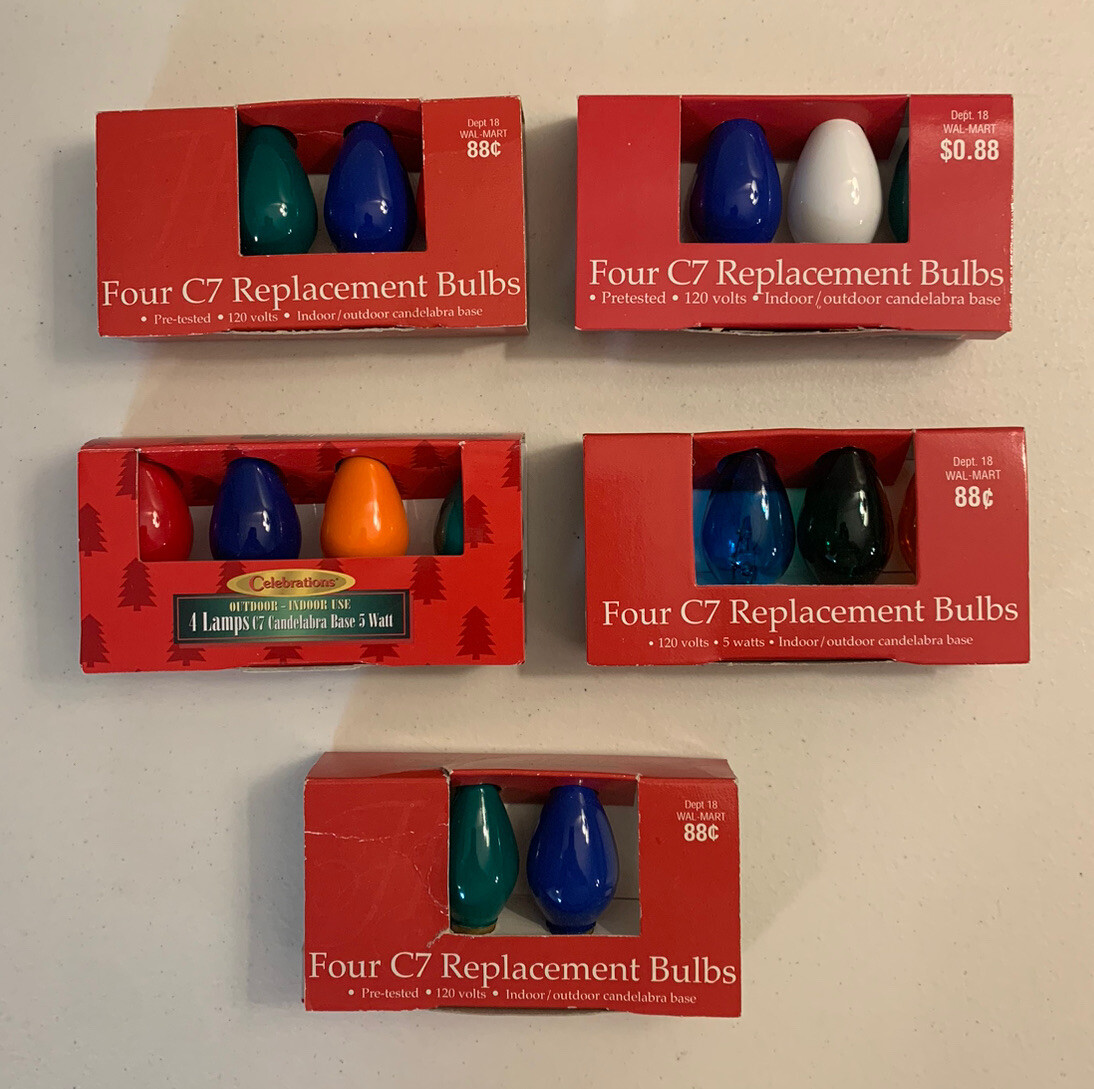 Dept 18
WAL-MART
88¢
Four C7 Replacement Bulbs
• Pre-tested • 120 volts • Indoor/outdoor candelabra base
Dept. 18
WAL-MART
$0.88
Four C7 Replacement Bulbs
• Pretested • 120 volts • Indoor/outdoor candelabra base
Celebrations®
OUTDOOR – INDOOR USE
4 Lamps C7 Candelabra Base 5 Watt
Dept. 18
WAL-MART
88¢
Four C7 Replacement Bulbs
• 120 volts • 5 watts • Indoor/outdoor candelabra base
Dept 18
WAL-MART
88¢
Four C7 Replacement Bulbs
• Pre-tested • 120 volts • Indoor/outdoor candelabra base